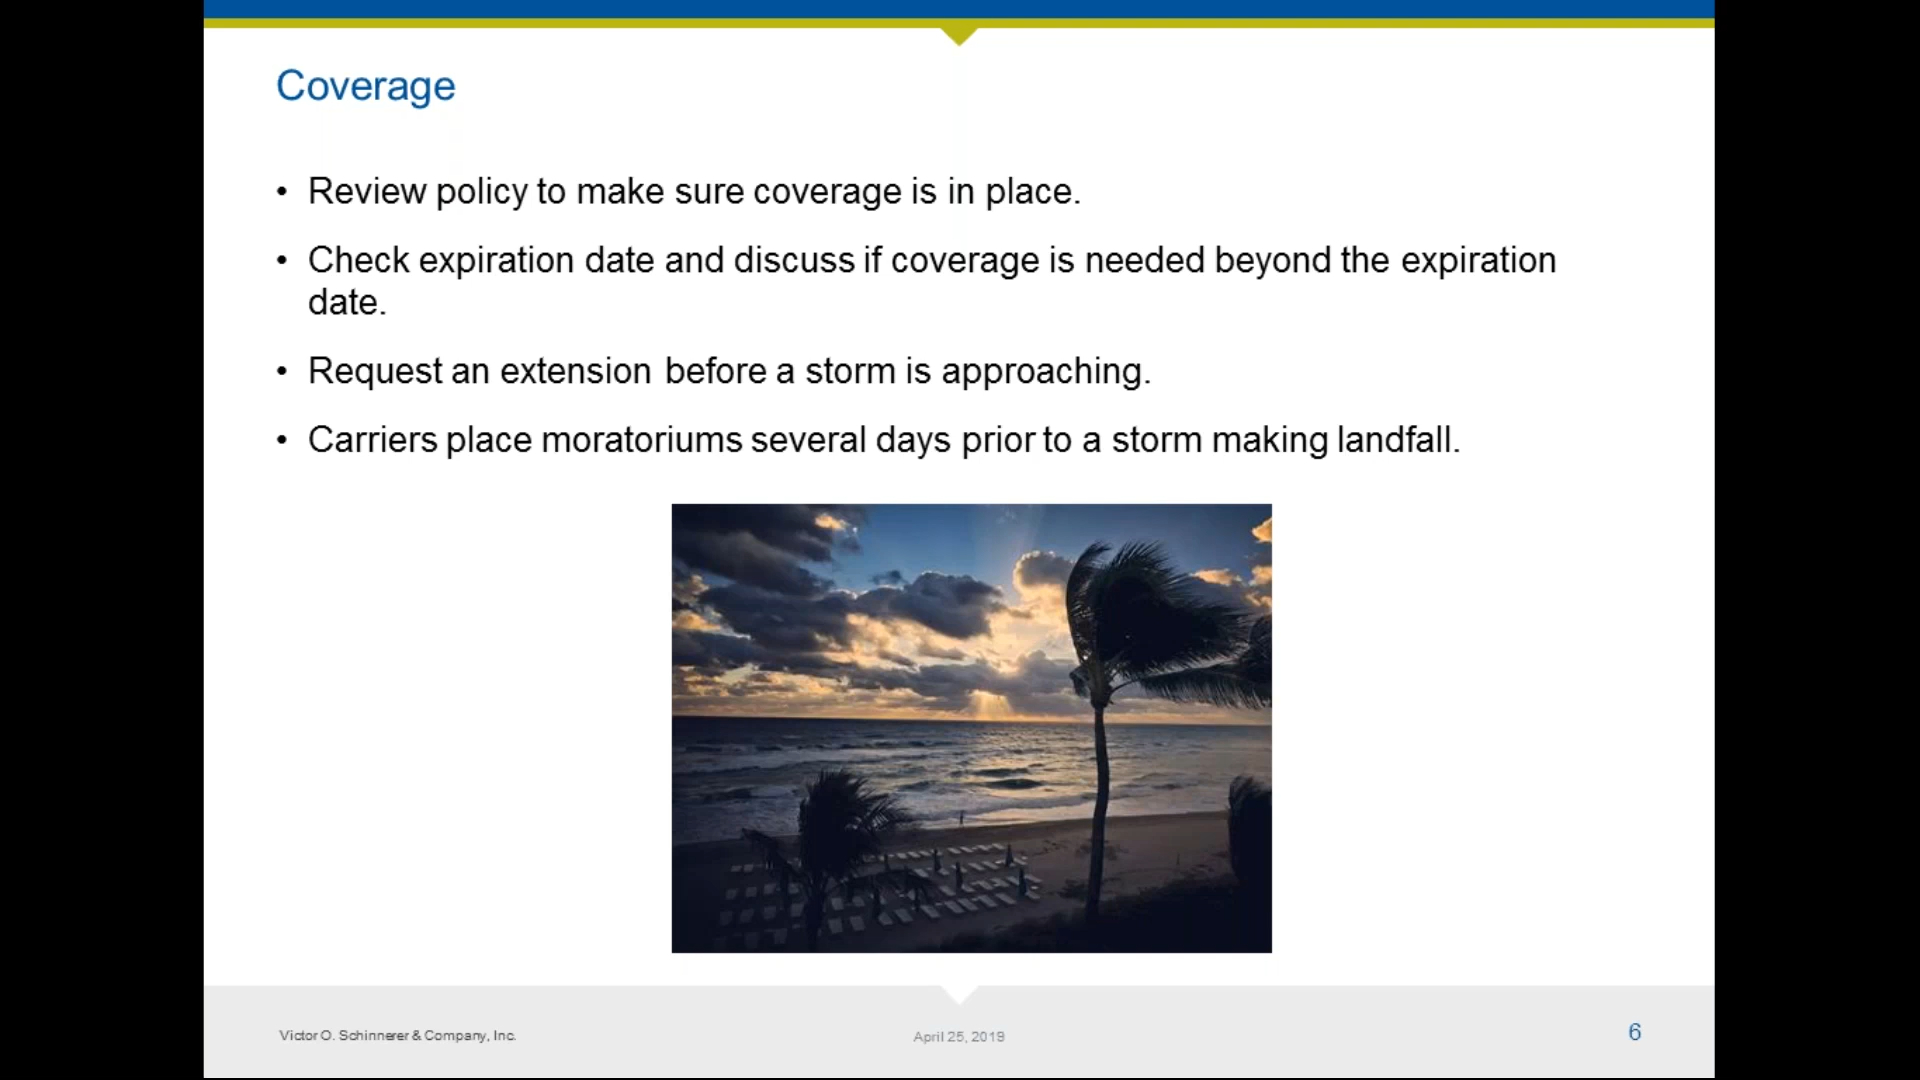 Coverage
• Review policy to make sure coverage is in place.
• Check expiration date and discuss if coverage is needed beyond the expiration
date.
• Request an extension before a storm is approaching.
• Carriers place moratoriums several days prior to a storm making landfall.
Victor O. Schinnerer & Company, Inc.
April 25, 2019
6